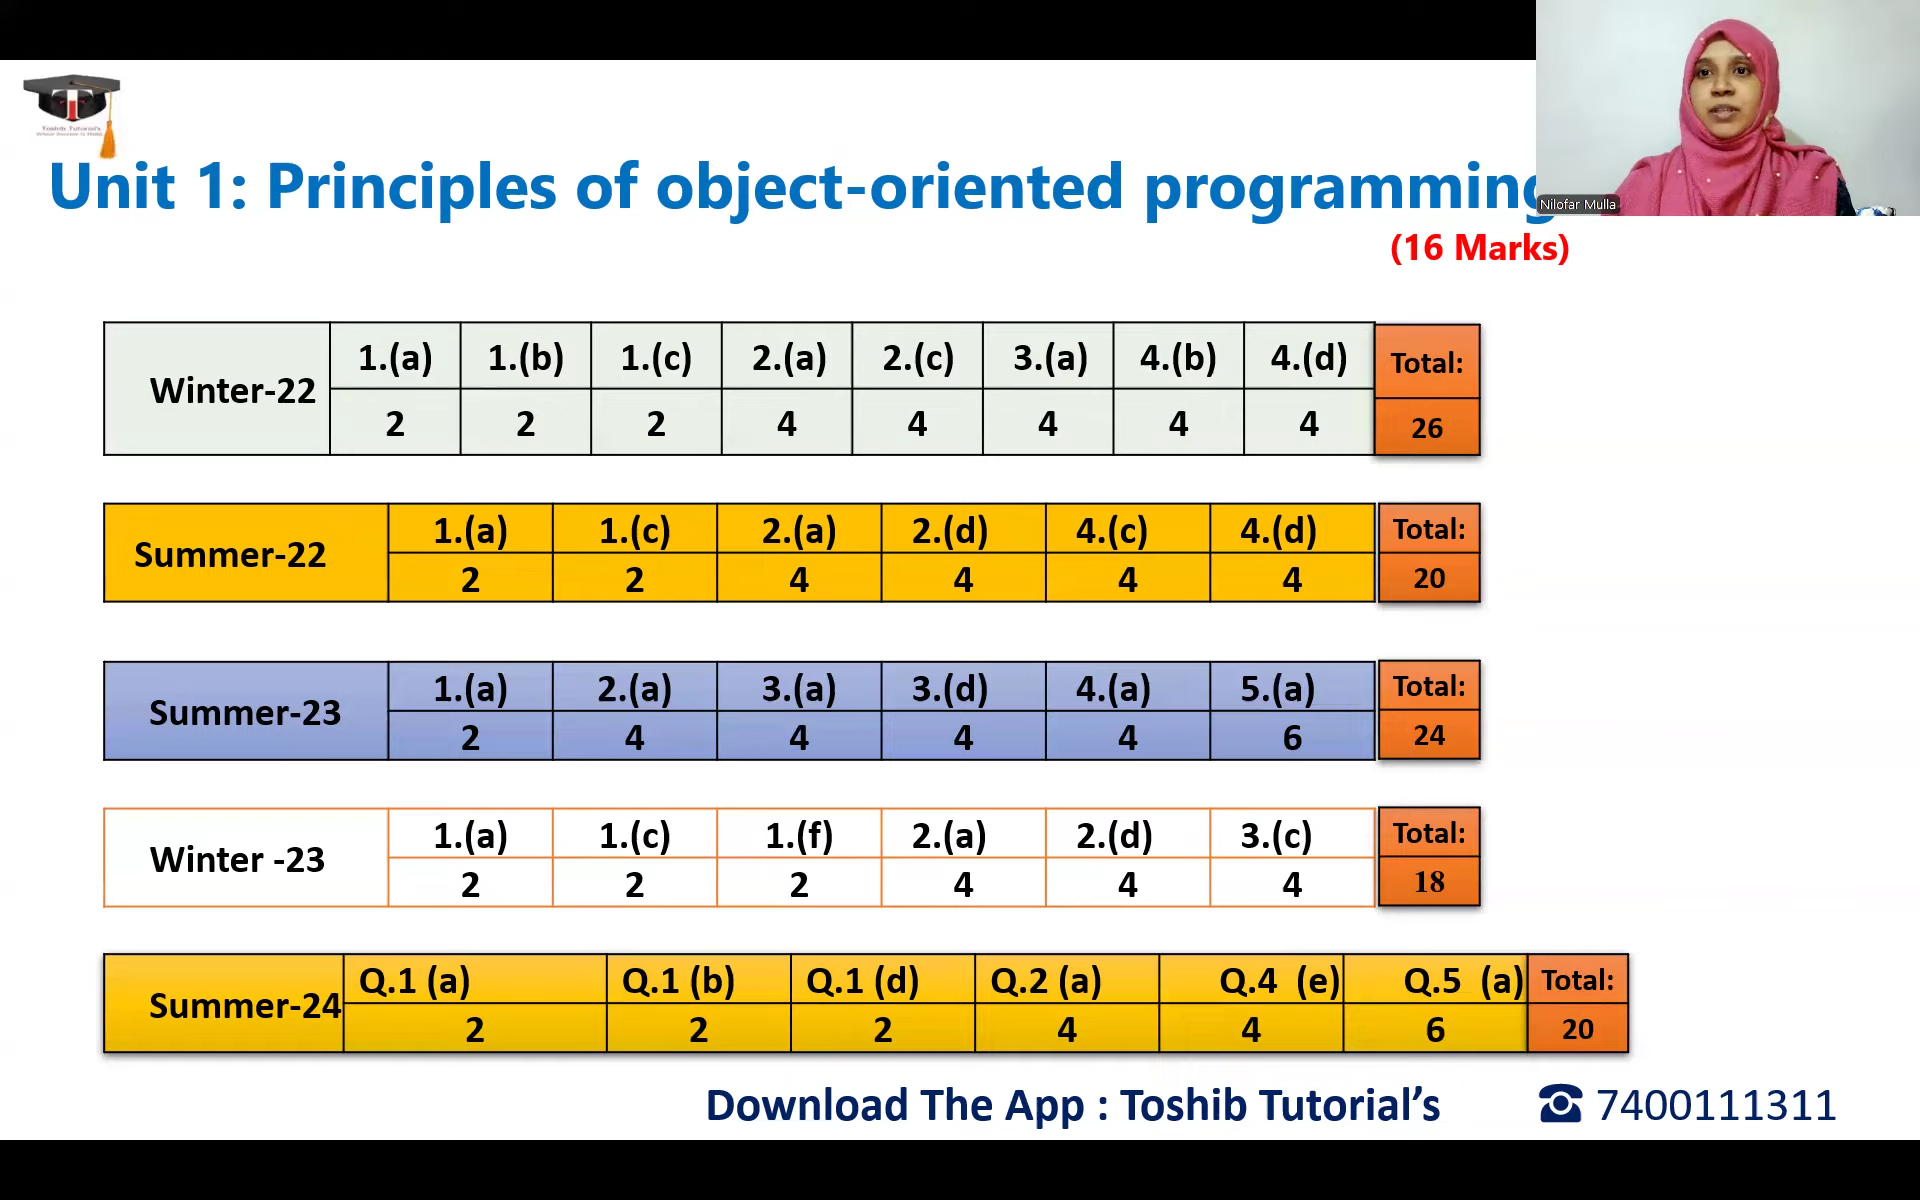 Toshib Tutorial's
Unit 1: Principles of object-oriented programming
Nilofar Mulla
(16 Marks)
Winter-22 1.(a) 1.(b) 1.(c) 2.(a) 2.(c) 3.(a) 4.(b) 4.(d) Total:
2 2 2 4 4 4 4 4 26
Summer-22 1.(a) 1.(c) 2.(a) 2.(d) 4.(c) 4.(d) Total:
2 2 4 4 4 4 20
Summer-23 1.(a) 2.(a) 3.(a) 3.(d) 4.(a) 5.(a) Total:
2 4 4 4 4 6 24
Winter -23 1.(a) 1.(c) 1.(f) 2.(a) 2.(d) 3.(c) Total:
2 2 2 4 4 4 18
Summer-24 Q.1 (a) Q.1 (b) Q.1 (d) Q.2 (a) Q.4 (e) Q.5 (a) Total:
2 2 2 4 4 6 20
Download The App : Toshib Tutorial’s ☎ 7400111311